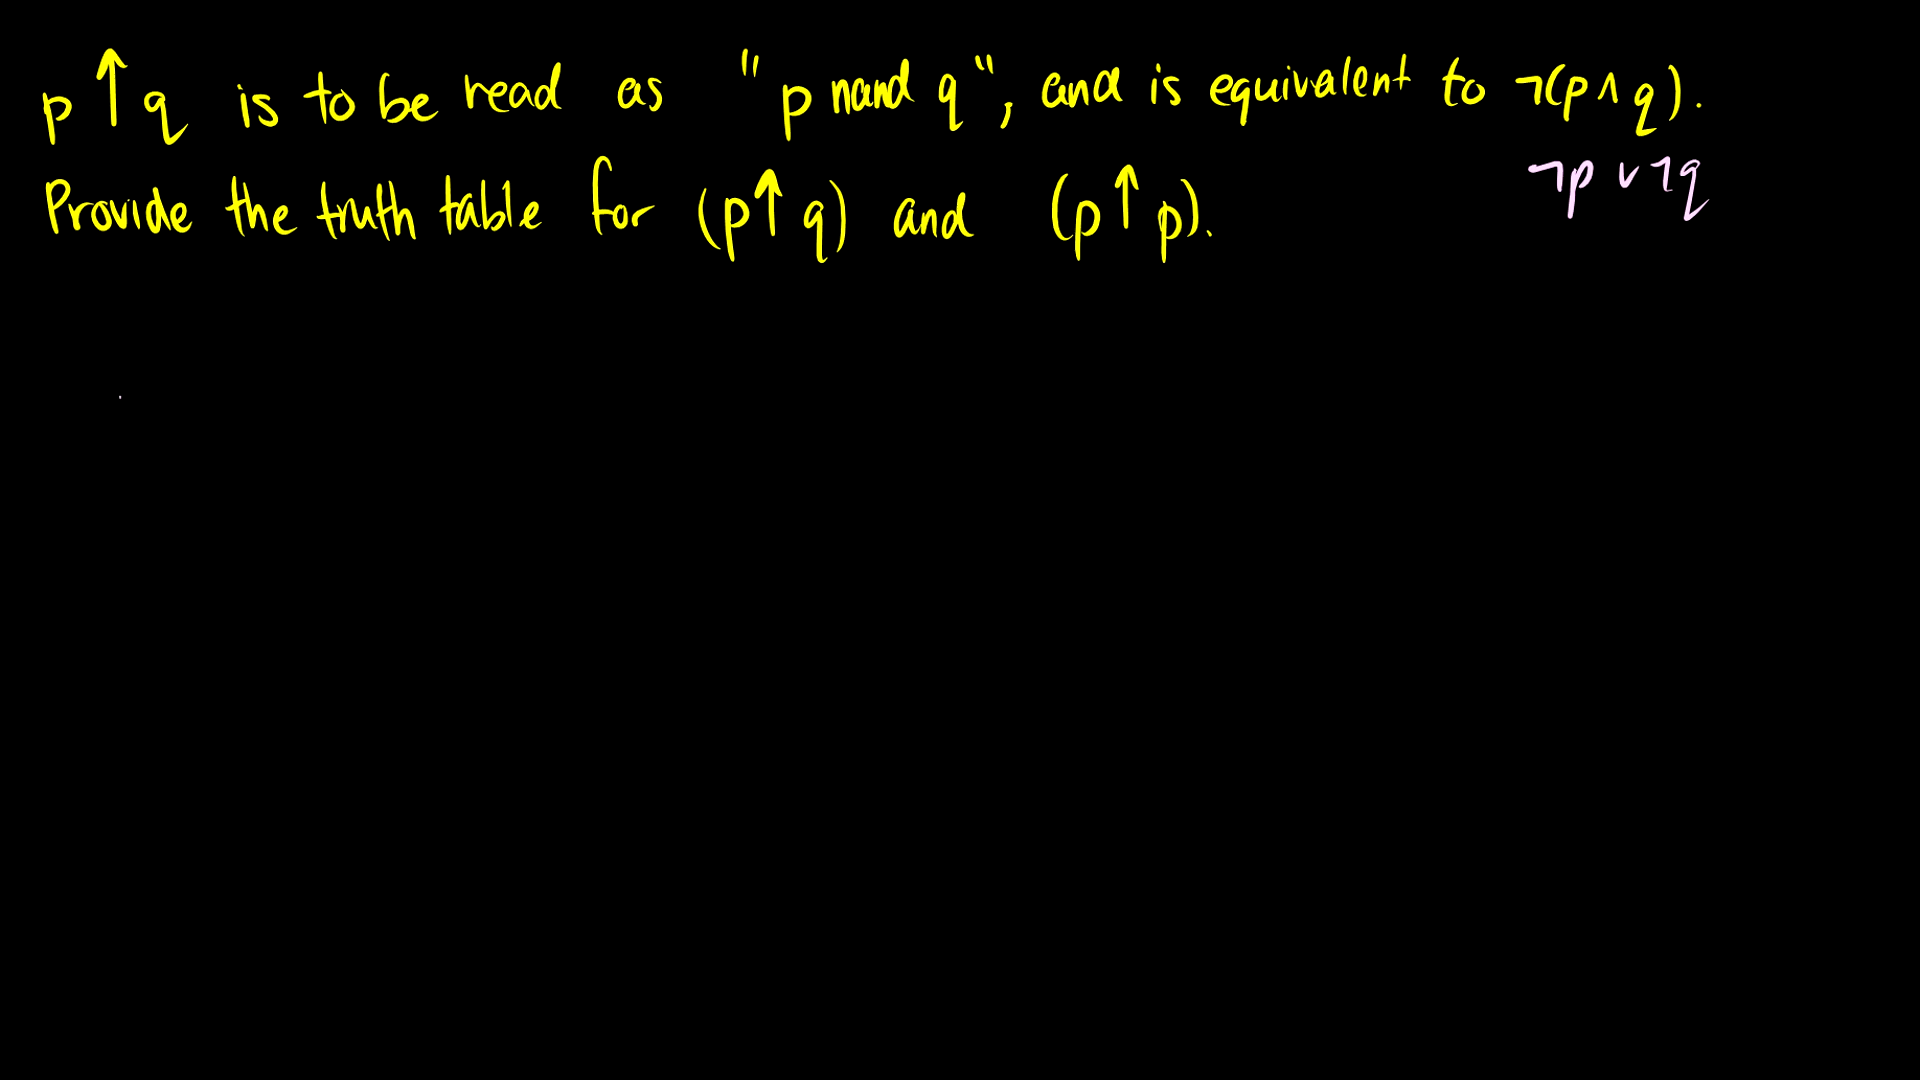 p ↑ q is to be read as "p nand q", and is equivalent to ¬(p ∧ q).
¬p ∨ ¬q
Provide the truth table for (p ↑ q) and (p ↑ p).